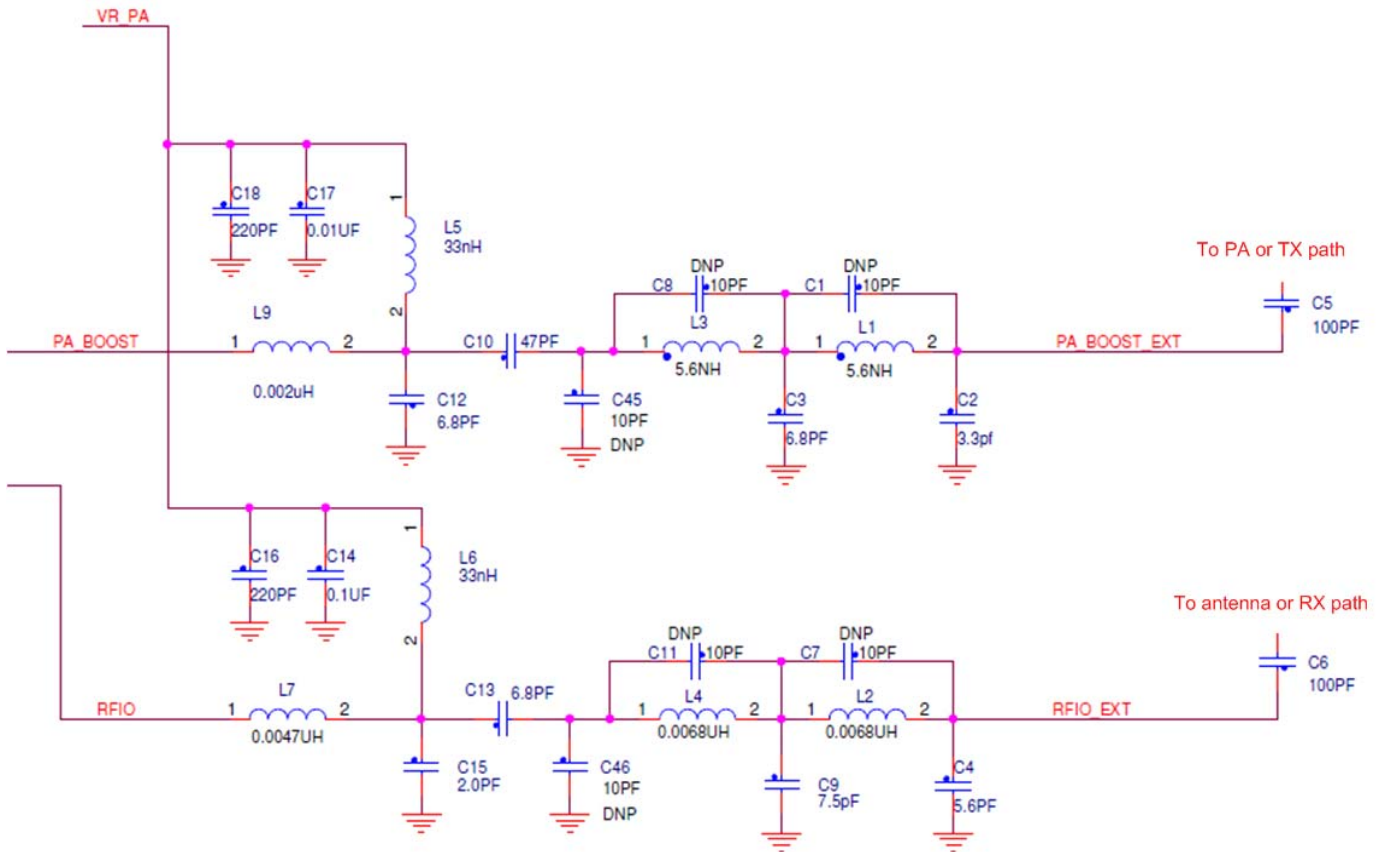 VR_PA
C18
220PF
C17
0.01UF
1
L5
33nH
2
To PA or TX path
C5
100PF
PA_BOOST
L9
1
2
0.002uH
C10
47PF
C12
6.8PF
C45
10PF
DNP
DNP
C8
10PF
L3
1
2
5.6NH
DNP
C1
10PF
L1
1
2
5.6NH
C3
6.8PF
C2
3.3pf
PA_BOOST_EXT
C16
220PF
C14
0.1UF
1
L6
33nH
2
To antenna or RX path
C6
100PF
RFIO
L7
1
2
0.0047UH
C13
6.8PF
C15
2.0PF
C46
10PF
DNP
DNP
C11
10PF
L4
1
2
0.0068UH
DNP
C7
10PF
L2
1
2
0.0068UH
C9
7.5pF
C4
5.6PF
RFIO_EXT